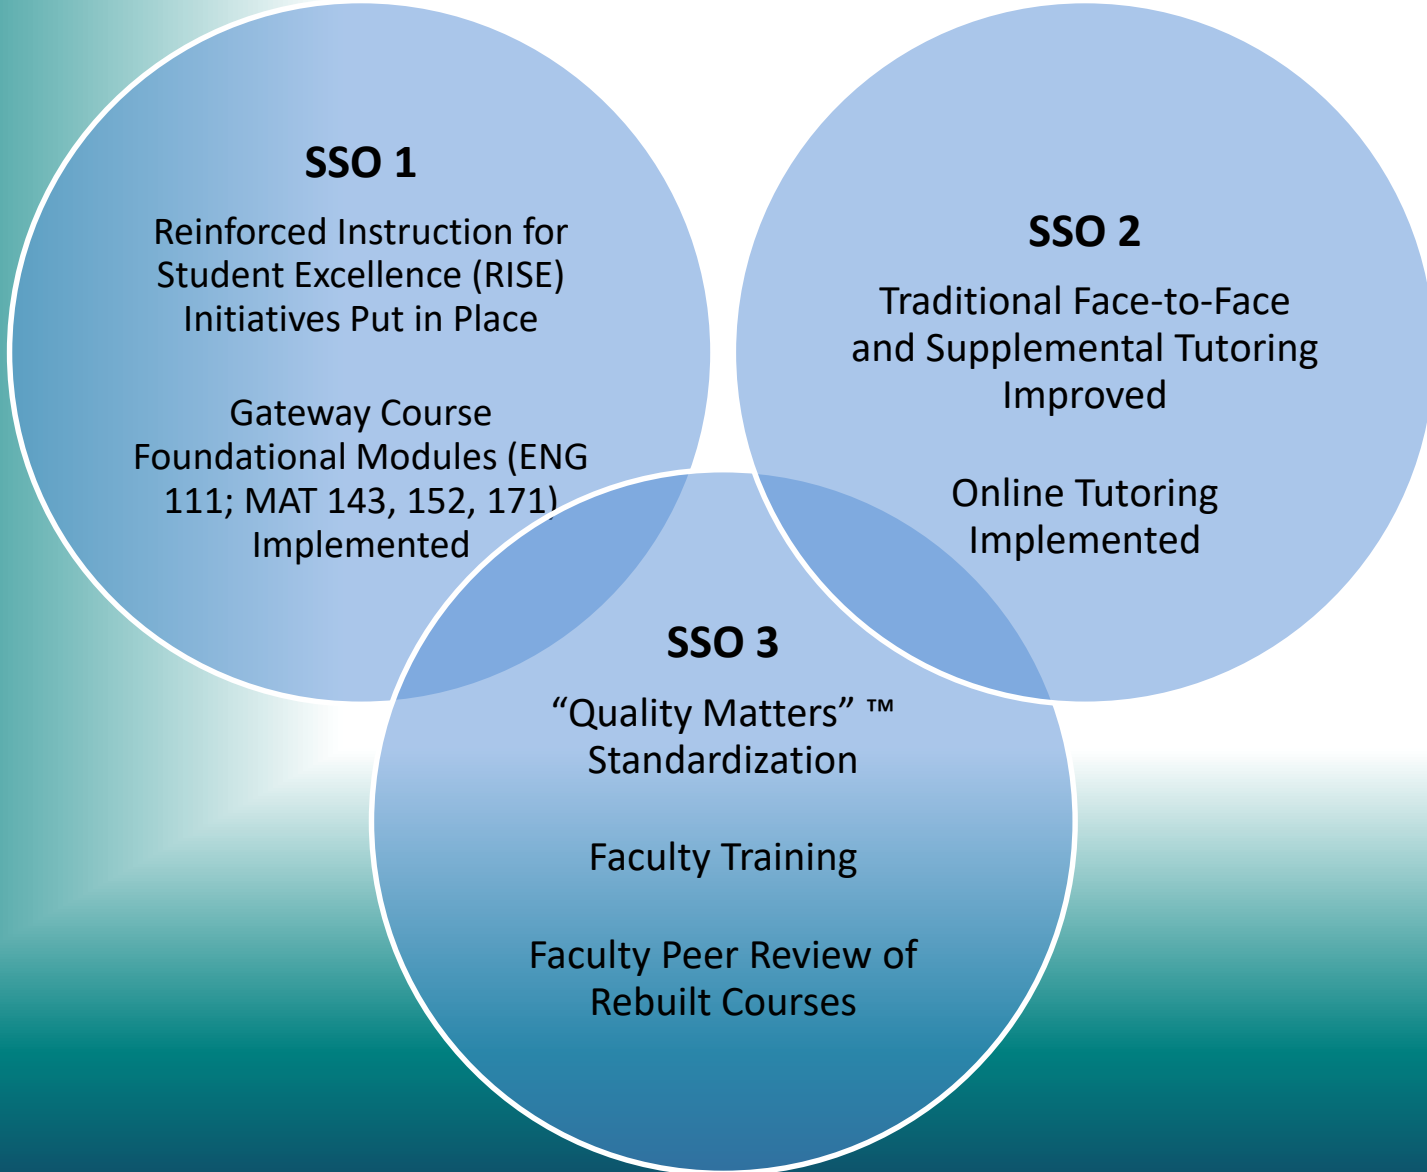 SSO 1
Reinforced Instruction for
Student Excellence (RISE)
Initiatives Put in Place
Gateway Course
Foundational Modules (ENG
111; MAT 143, 152, 171)
Implemented
SSO 2
Traditional Face-to-Face
and Supplemental Tutoring
Improved
Online Tutoring
Implemented
SSO 3
“Quality Matters” ™
Standardization
Faculty Training
Faculty Peer Review of
Rebuilt Courses